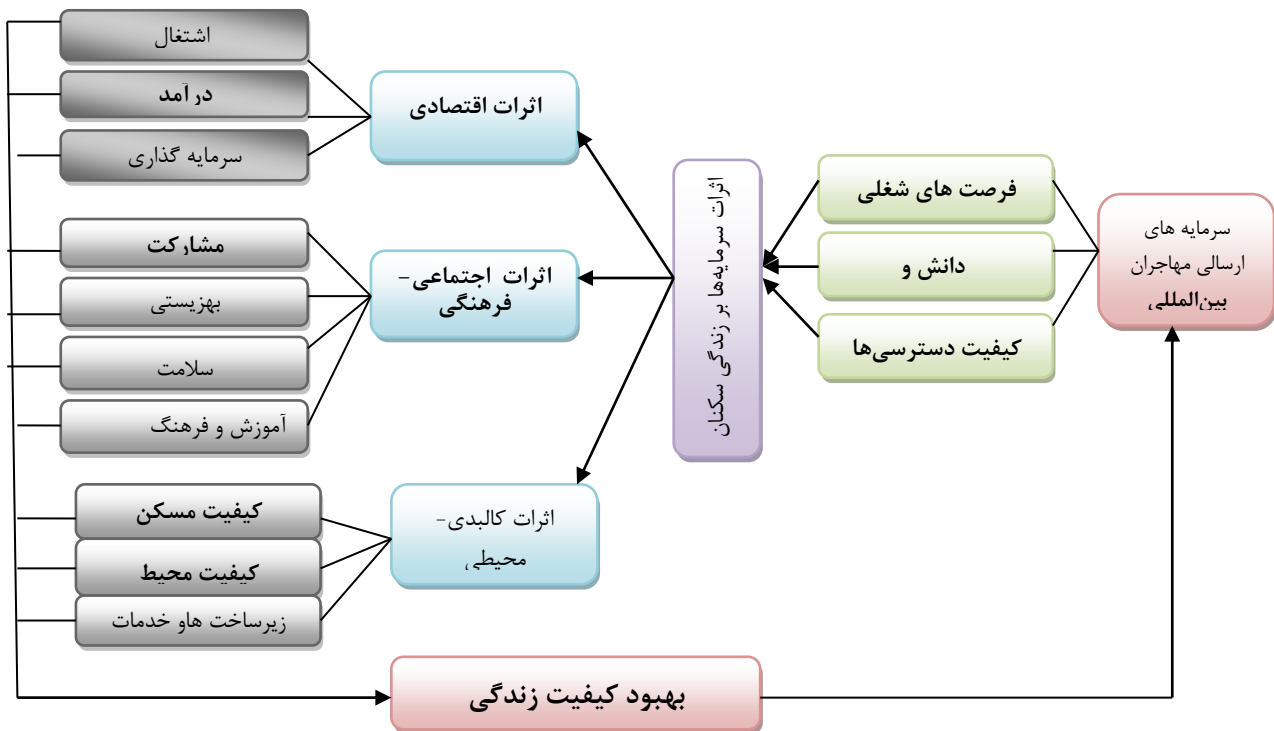 سرمایه های
ارسالی مهاجران
بین‌المللی
فرصت های شغلی
دانش و
کیفیت دسترسی‌ها
اثرات سرمایه‌ها بر زندگی سکنان
اثرات اقتصادی
اشتغال
در آمد
سرمایه گذاری
اثرات اجتماعی-
فرهنگی
مشارکت
بهزیستی
سلامت
آموزش و فرهنگ
اثرات کالبدی-
محیطی
کیفیت مسکن
کیفیت محیط
زیرساخت هاو خدمات
بهبود کیفیت زندگی